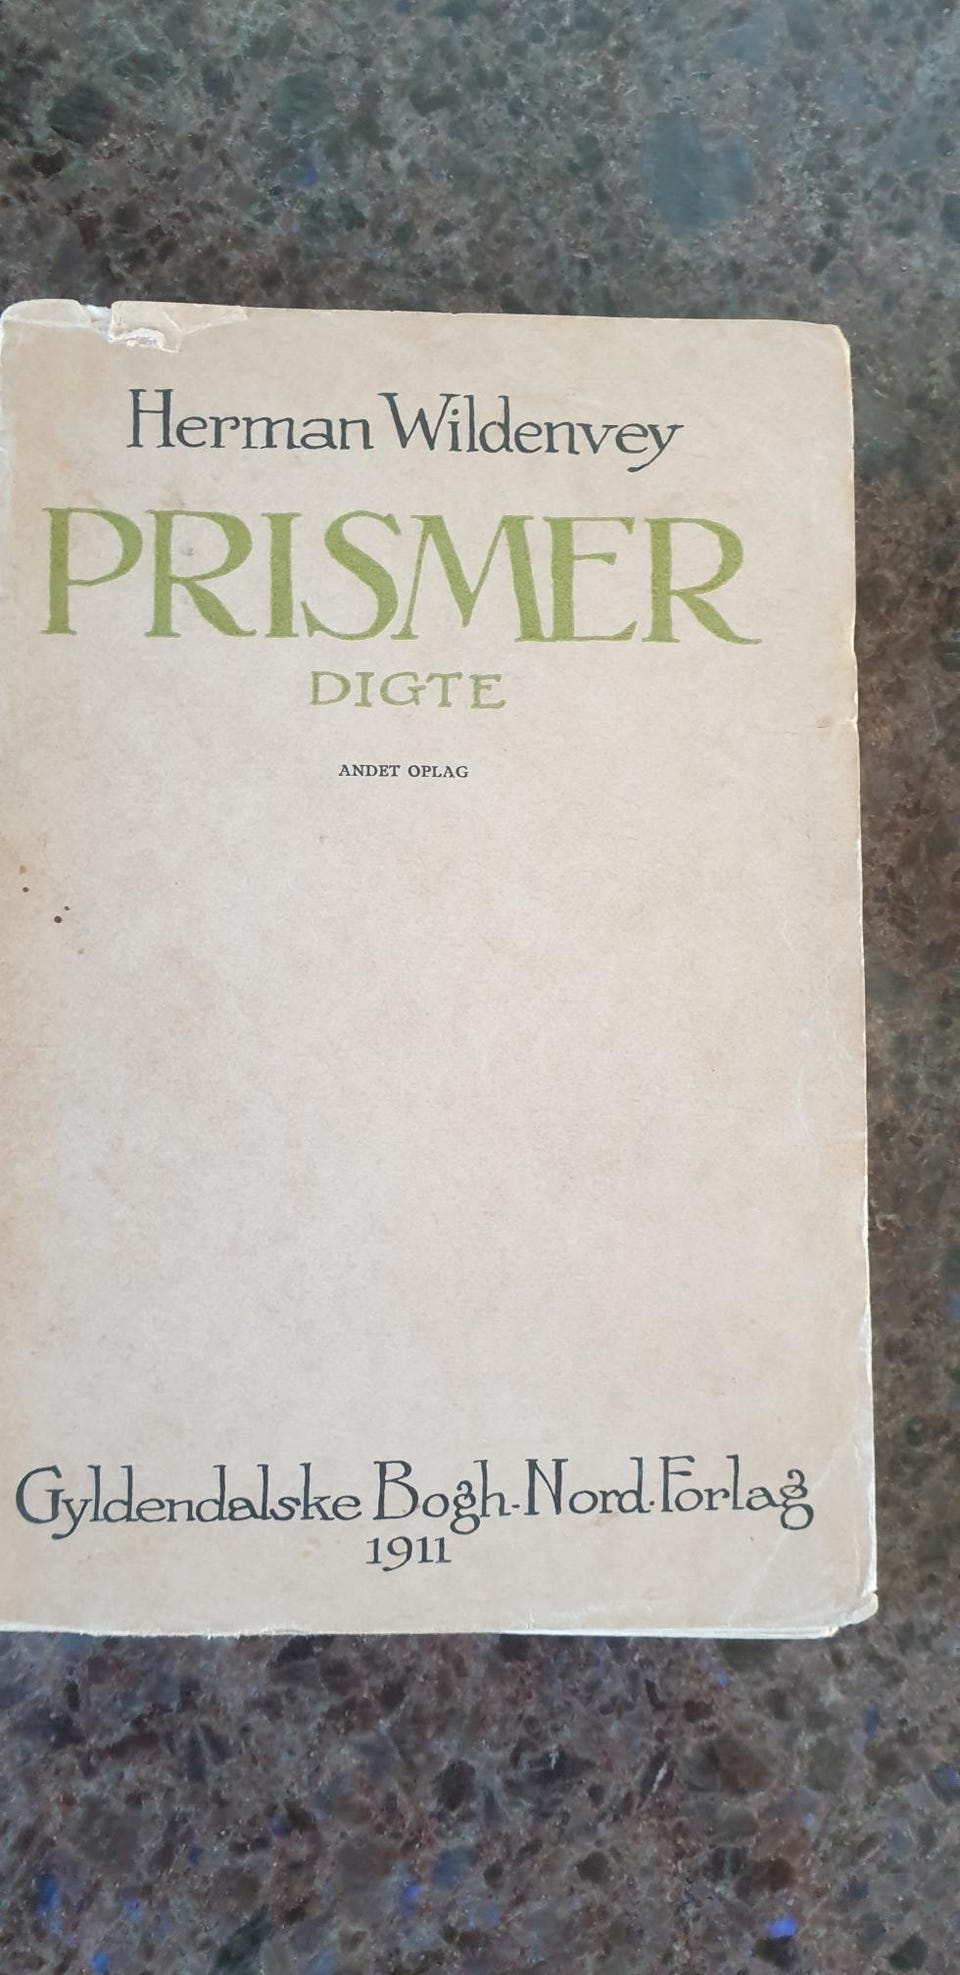 Herman Wildenvey
PRISMER
DIGTE
ANDET OPLAG
Gyldendalske Bogh. Nord. Forlag
1911